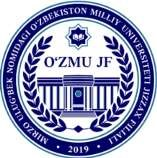 MIRZO ULUG'BEK NOMIDAGI O'ZBEKISTON MILLIY UNIVERSITETI JIZZAX FILIALI
O'ZMU JF
• 2019 •